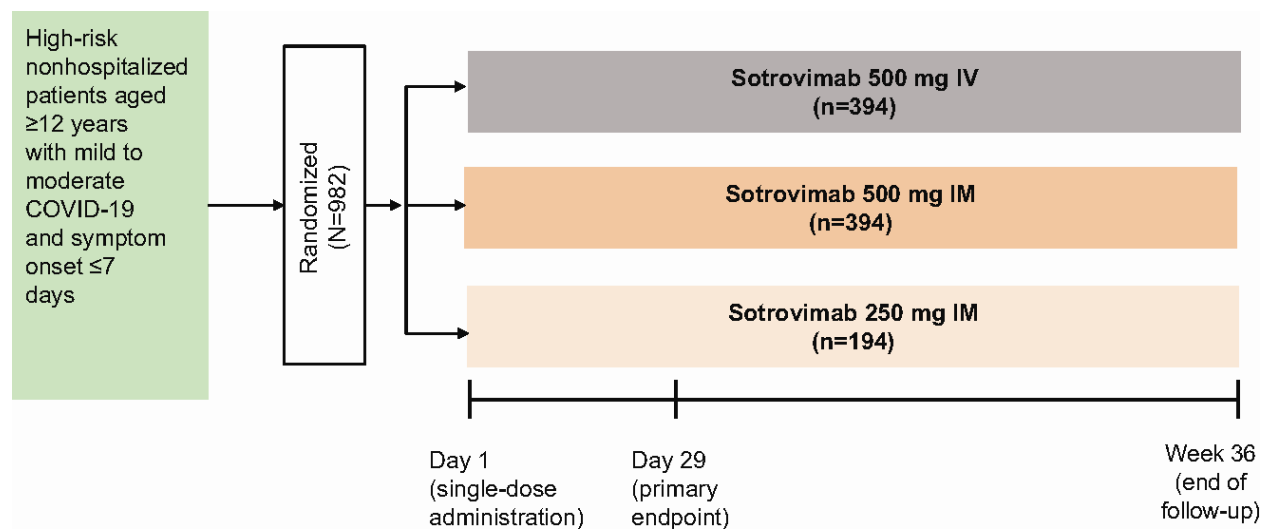 High-risk
nonhospitalized
patients aged
≥12 years
with mild to
moderate
COVID-19
and symptom
onset ≤7
days
Randomized
(N=982)
Sotrovimab 500 mg IV
(n=394)
Sotrovimab 500 mg IM
(n=394)
Sotrovimab 250 mg IM
(n=194)
Day 1
(single-dose
administration)
Day 29
(primary
endpoint)
Week 36
(end of
follow-up)